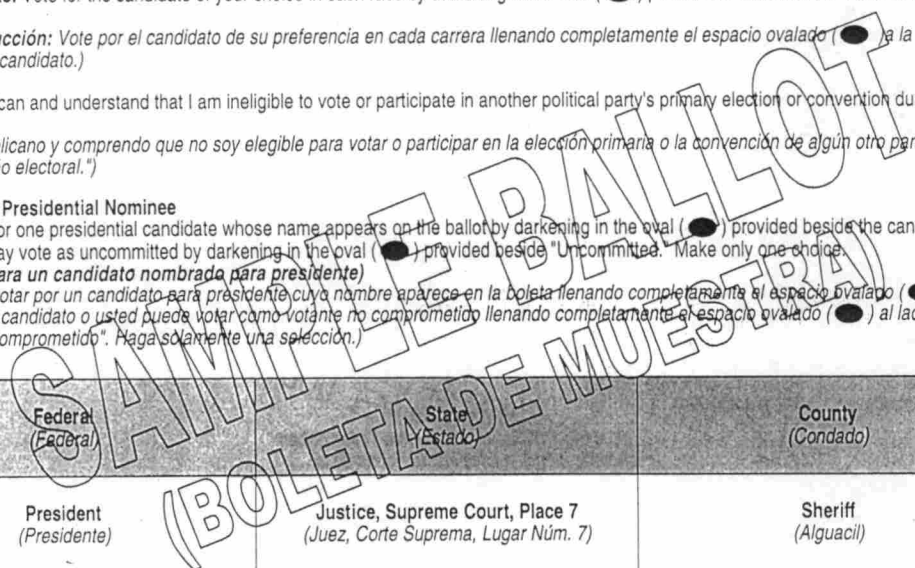 Vote for the candidate of your choice in each
cción: Vote por el candidato de su preferencia en cada carrera llenando completamente el espacio ovalado ( ) a la
candidato.)
can and understand that I am ineligible to vote or participate in another political party's primary election or convention du
licano y comprendo que no soy elegible para votar o participar en la elección primaria o la convención de algún otro par
o electoral.")
Presidential Nominee
or one presidential candidate whose name appears on the ballot by darkening in the oval ( ) provided beside the can
ay vote as uncommitted by darkening in the oval ( ) provided beside "Uncommitted." Make only one choice.
ara un candidato nombrado para presidente)
otar por un candidato para presidente cuyo nombre aparece en la boleta llenando completamente el espacio ovalado (
candidato o usted puede votar como votante no comprometido llenando completamente el espacio ovalado ( ) al lad
omprometido". Haga solamente una selección.)
SAMPLE BALLOT
(BOLETA DE MUESTRA)
Federal State County
(Federal) (Estado) (Condado)
President Justice, Supreme Court, Place 7 Sheriff
(Presidente) (Juez, Corte Suprema, Lugar Núm. 7) (Alguacil)